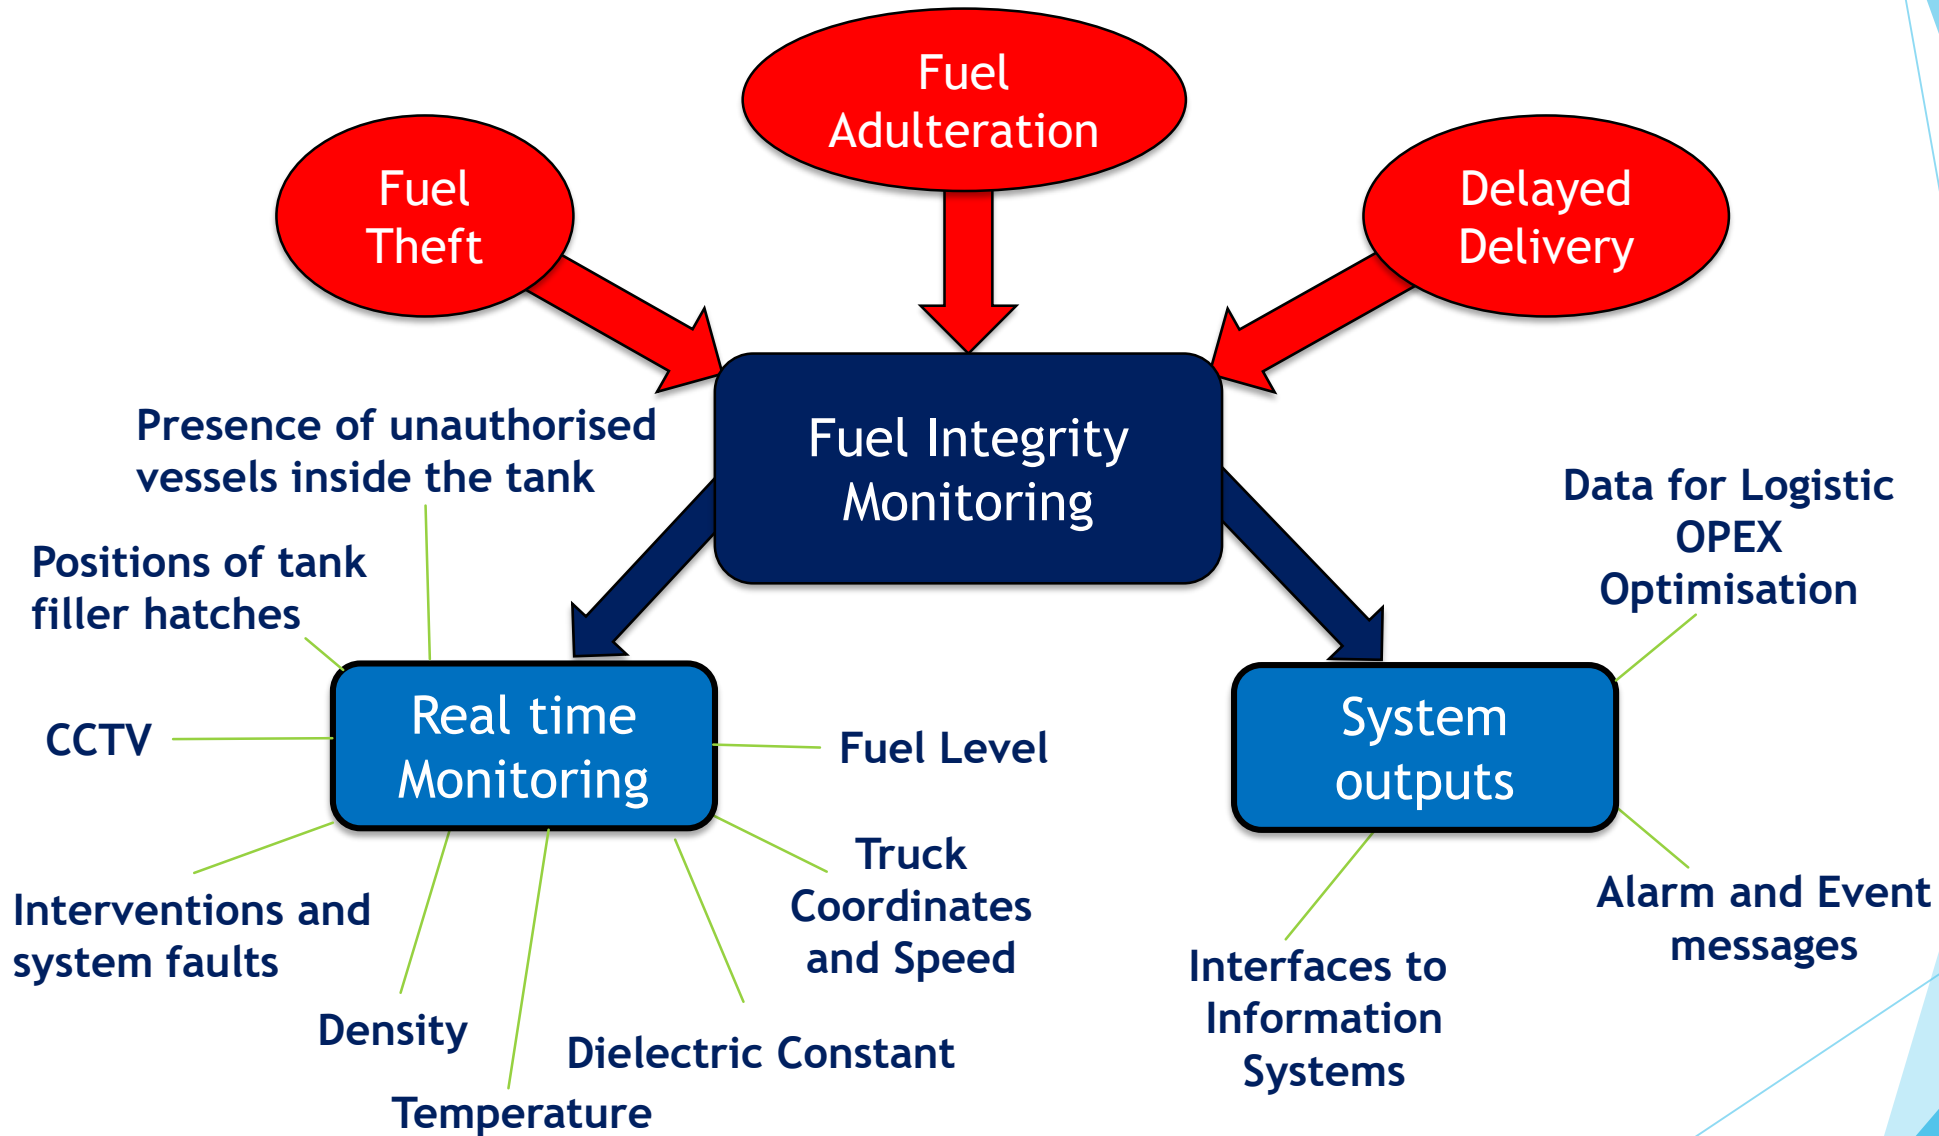 Fuel
Adulteration
Fuel
Theft
Delayed
Delivery
Fuel Integrity
Monitoring
Presence of unauthorised
vessels inside the tank
Positions of tank
filler hatches
CCTV
Real time
Monitoring
Fuel Level
Interventions and
system faults
Density
Temperature
Dielectric Constant
Truck
Coordinates
and Speed
Data for Logistic
OPEX
Optimisation
System
outputs
Interfaces to
Information
Systems
Alarm and Event
messages